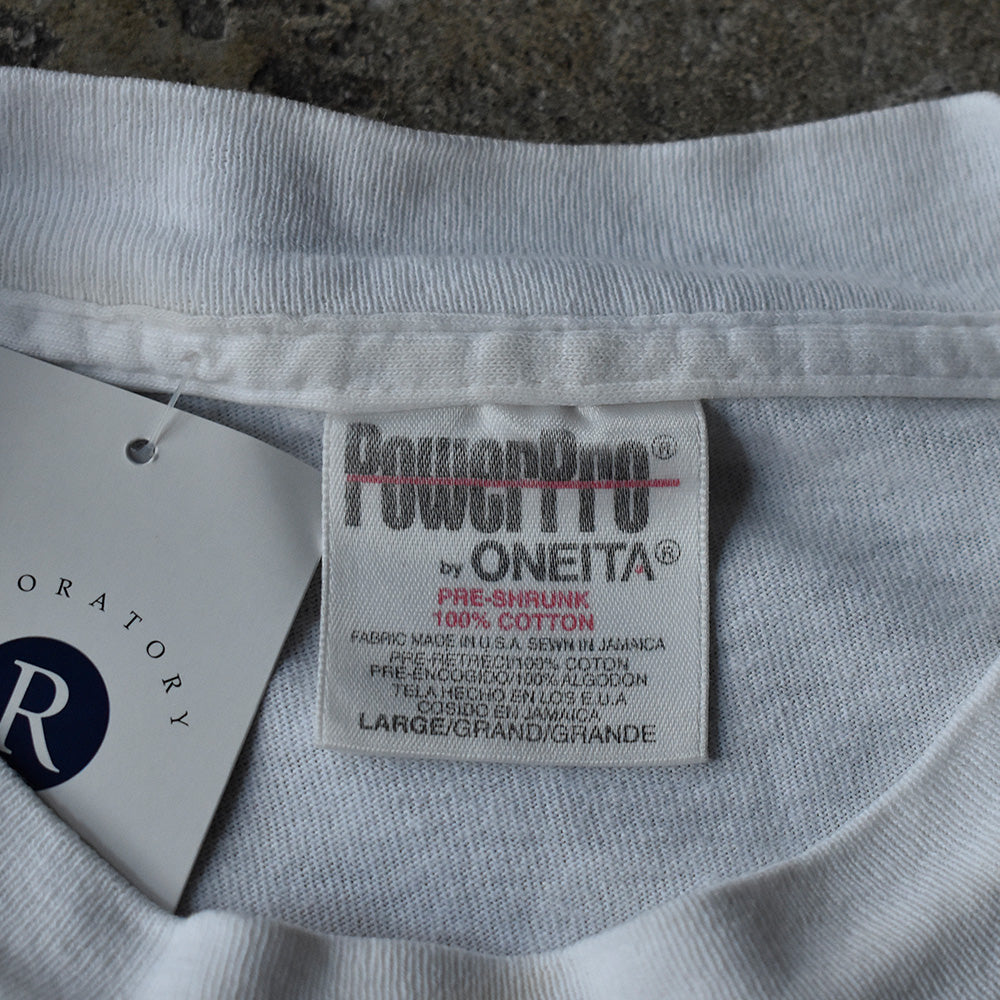 PowerPro®
by ONEITA®
PRE-SHRUNK
100% COTTON
FABRIC MADE IN U.S.A. SEWN IN JAMAICA
PRE-RETRECI/100% COTON
PRE-ENCOGIDO/100% ALGODON
TELA HECHO EN LOS E.U.A
COSIDO EN JAMAICA
LARGE/GRAND/GRANDE
ORATORY
R